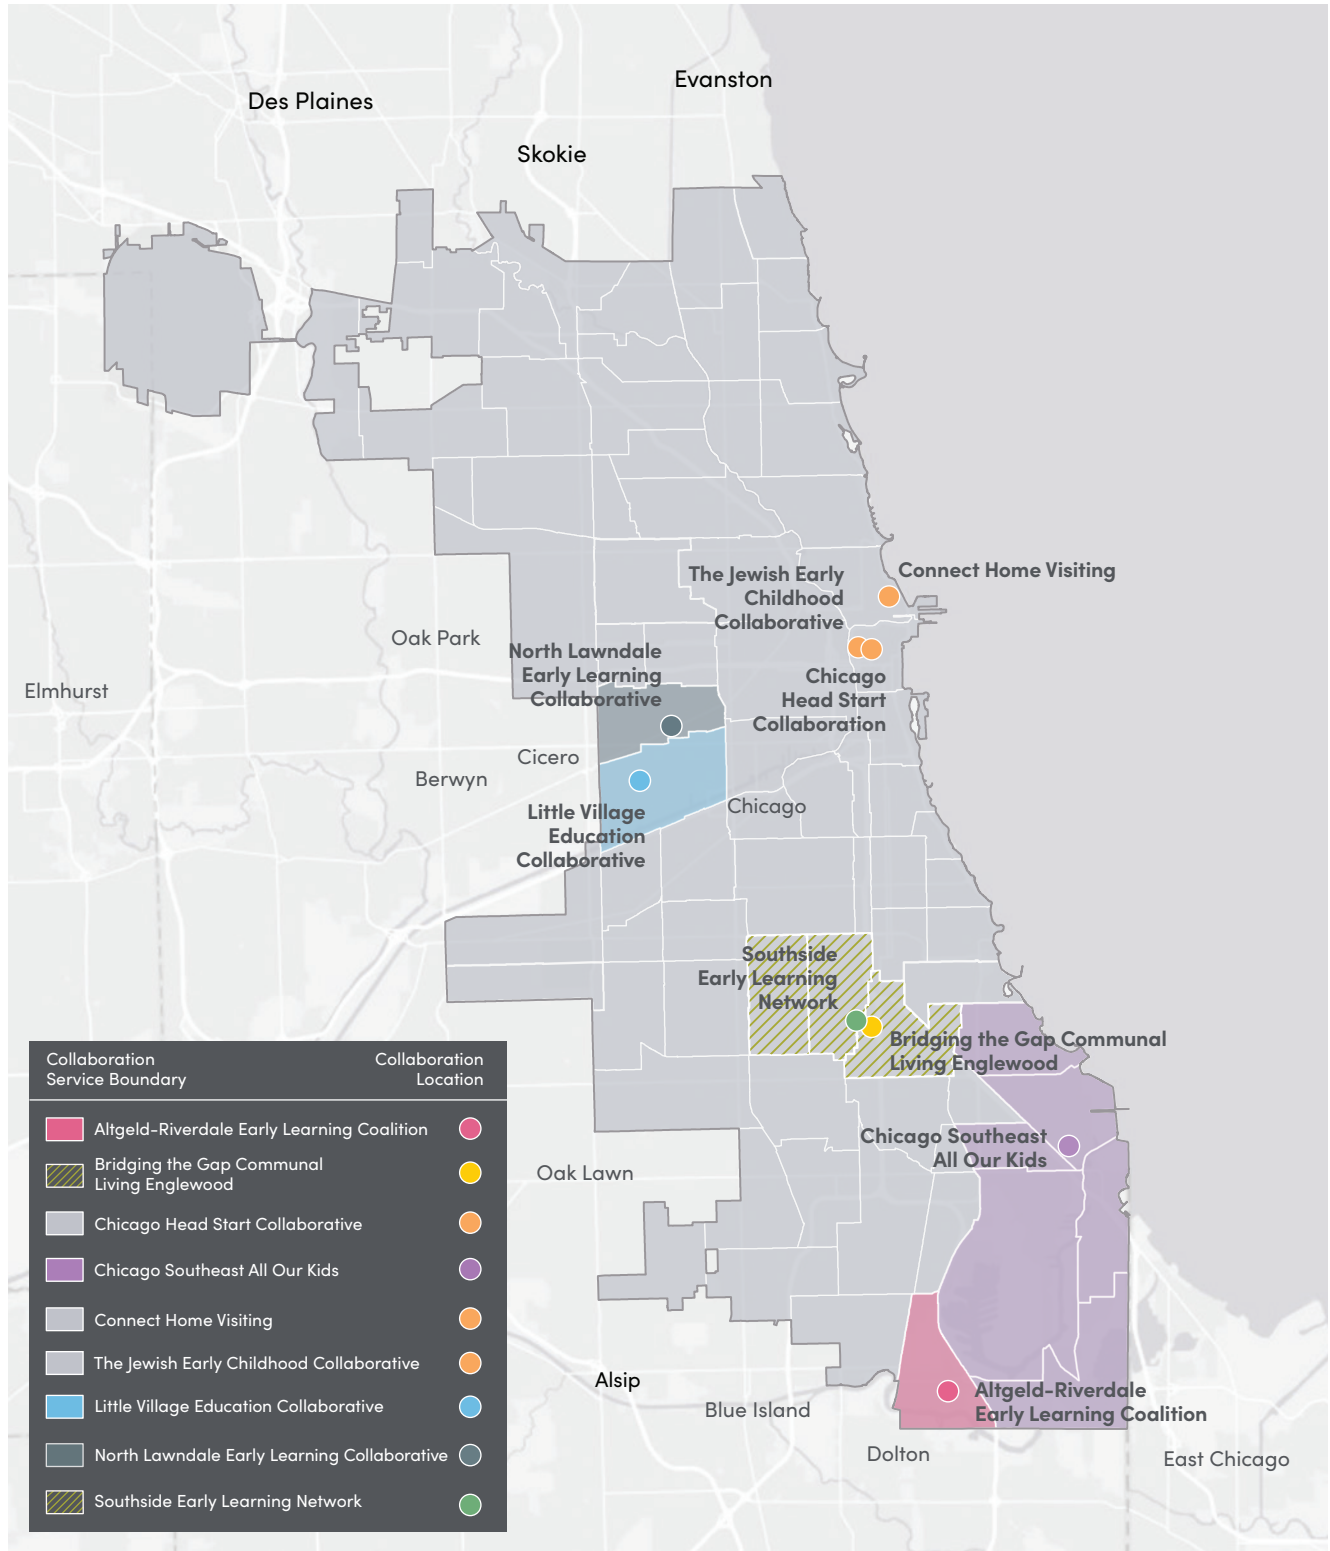 Evanston
Des Plaines
Skokie
Connect Home Visiting
The Jewish Early
Childhood
Collaborative
Oak Park
North Lawndale
Early Learning
Collaborative
Chicago
Head Start
Collaboration
Elmhurst
Cicero
Berwyn
Chicago
Little Village
Education
Collaborative
Southside
Early Learning
Network
Bridging the Gap Communal
Living Englewood
Chicago Southeast
All Our Kids
Oak Lawn
Alsip
Blue Island
Altgeld-Riverdale
Early Learning Coalition
Dolton
East Chicago
Collaboration
Service Boundary
Collaboration
Location
Altgeld-Riverdale Early Learning Coalition
Bridging the Gap Communal
Living Englewood
Chicago Head Start Collaborative
Chicago Southeast All Our Kids
Connect Home Visiting
The Jewish Early Childhood Collaborative
Little Village Education Collaborative
North Lawndale Early Learning Collaborative
Southside Early Learning Network